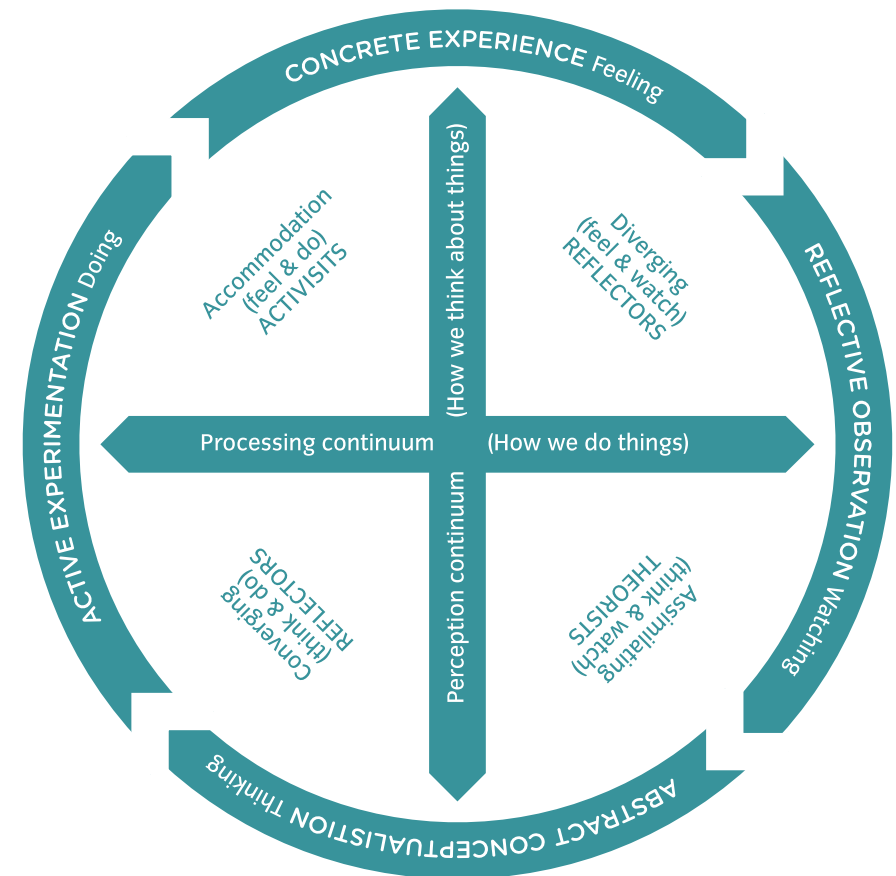 CONCRETE EXPERIENCE Feeling
REFLECTIVE OBSERVATION Watching
ABSTRACT CONCEPTUALISTION Thinking
ACTIVE EXPERIMENTATION Doing
Accommodation
(feel & do)
ACTIVISITS
Diverging
(feel & watch)
REFLECTORS
Processing continuum (How we do things)
Perception continuum (How we think about things)
Converging
(think & do)
REFLECTORS
Assimilating
(think & watch)
THEORISTS